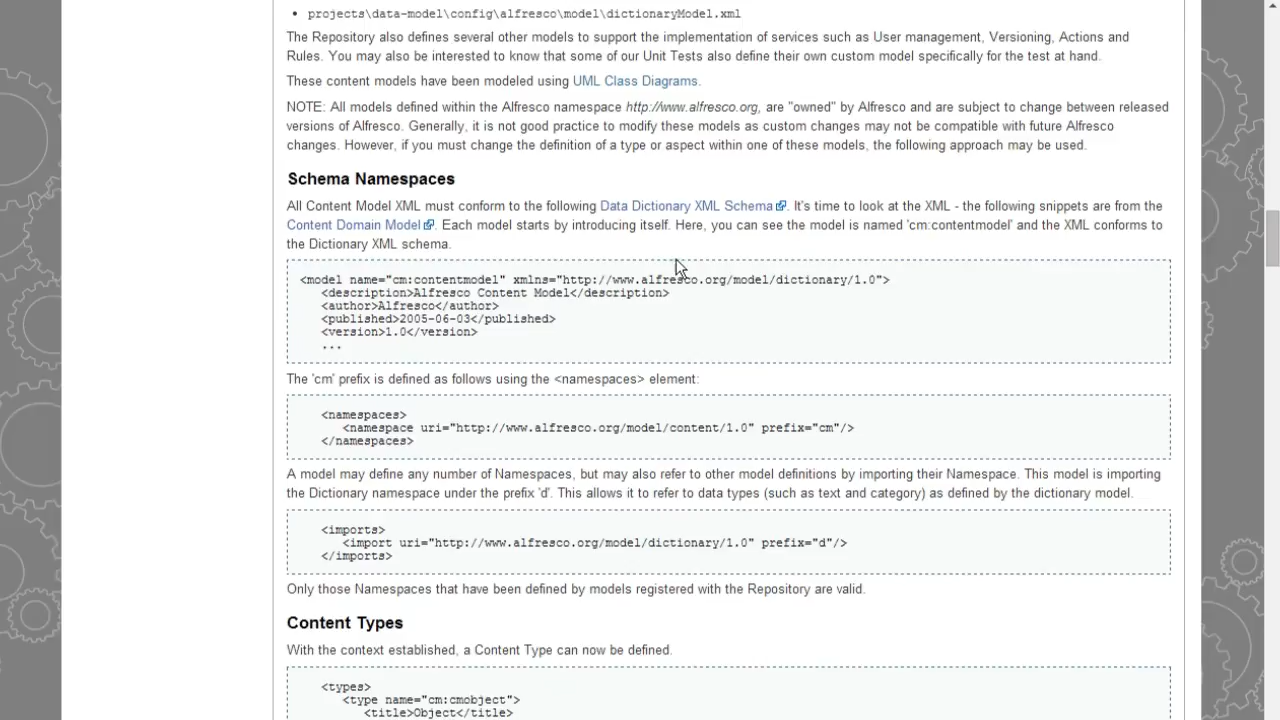 • projects\data-model\config\alfresco\model\dictionaryModel.xml
The Repository also defines several other models to support the implementation of services such as User management, Versioning, Actions and
Rules. You may also be interested to know that some of our Unit Tests also define their own custom model specifically for the test at hand.
These content models have been modeled using UML Class Diagrams.
NOTE: All models defined within the Alfresco namespace http://www.alfresco.org, are "owned" by Alfresco and are subject to change between released
versions of Alfresco. Generally, it is not good practice to modify these models as custom changes may not be compatible with future Alfresco
changes. However, if you must change the definition of a type or aspect within one of these models, the following approach may be used.
Schema Namespaces
All Content Model XML must conform to the following Data Dictionary XML Schema. It's time to look at the XML - the following snippets are from the
Content Domain Model. Each model starts by introducing itself. Here, you can see the model is named 'cm:contentmodel' and the XML conforms to
the Dictionary XML schema.
<model name="cm:contentmodel" xmlns="http://www.alfresco.org/model/dictionary/1.0">
<description>Alfresco Content Model</description>
<author>Alfresco</author>
<published>2005-06-03</published>
<version>1.0</version>
...
The 'cm' prefix is defined as follows using the <namespaces> element:
<namespaces>
<namespace uri="http://www.alfresco.org/model/content/1.0" prefix="cm"/>
</namespaces>
A model may define any number of Namespaces, but may also refer to other model definitions by importing their Namespace. This model is importing
the Dictionary namespace under the prefix 'd'. This allows it to refer to data types (such as text and category) as defined by the dictionary model.
<imports>
<import uri="http://www.alfresco.org/model/dictionary/1.0" prefix="d"/>
</imports>
Only those Namespaces that have been defined by models registered with the Repository are valid.
Content Types
With the context established, a Content Type can now be defined.
<types>
<type name="cm:cmobject">
<title>Object</title>